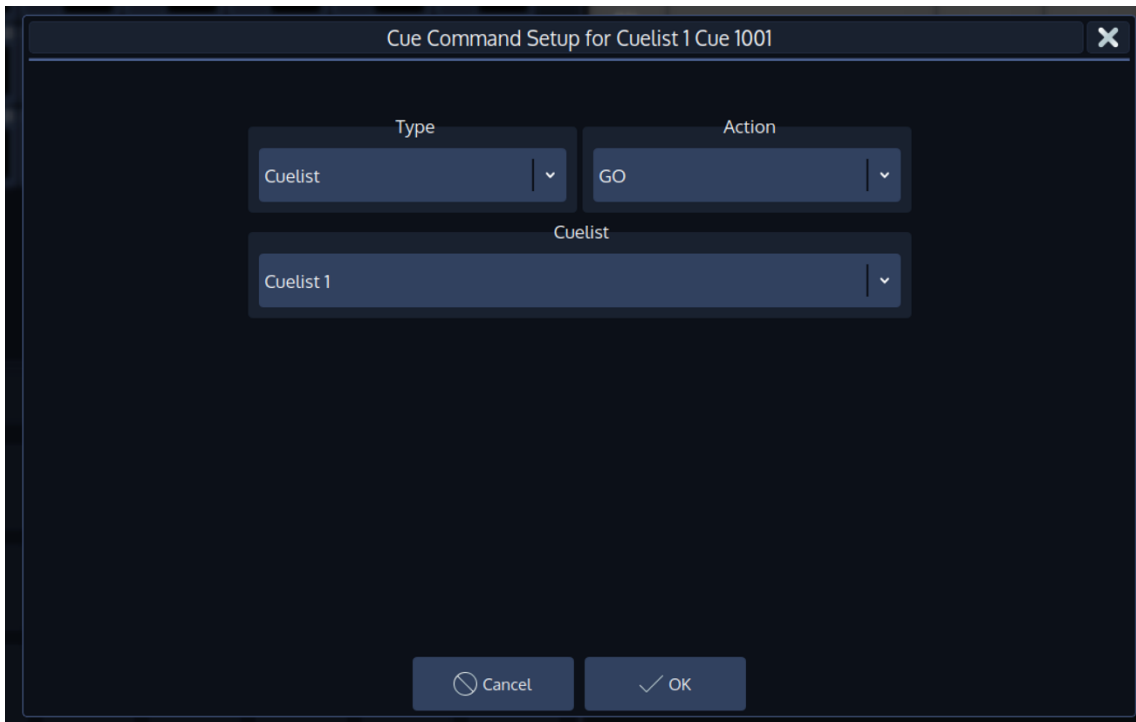 Cue Command Setup for Cuelist 1 Cue 1001
Type
Action
Cuelist
GO
Cuelist
Cuelist 1
Cancel
OK